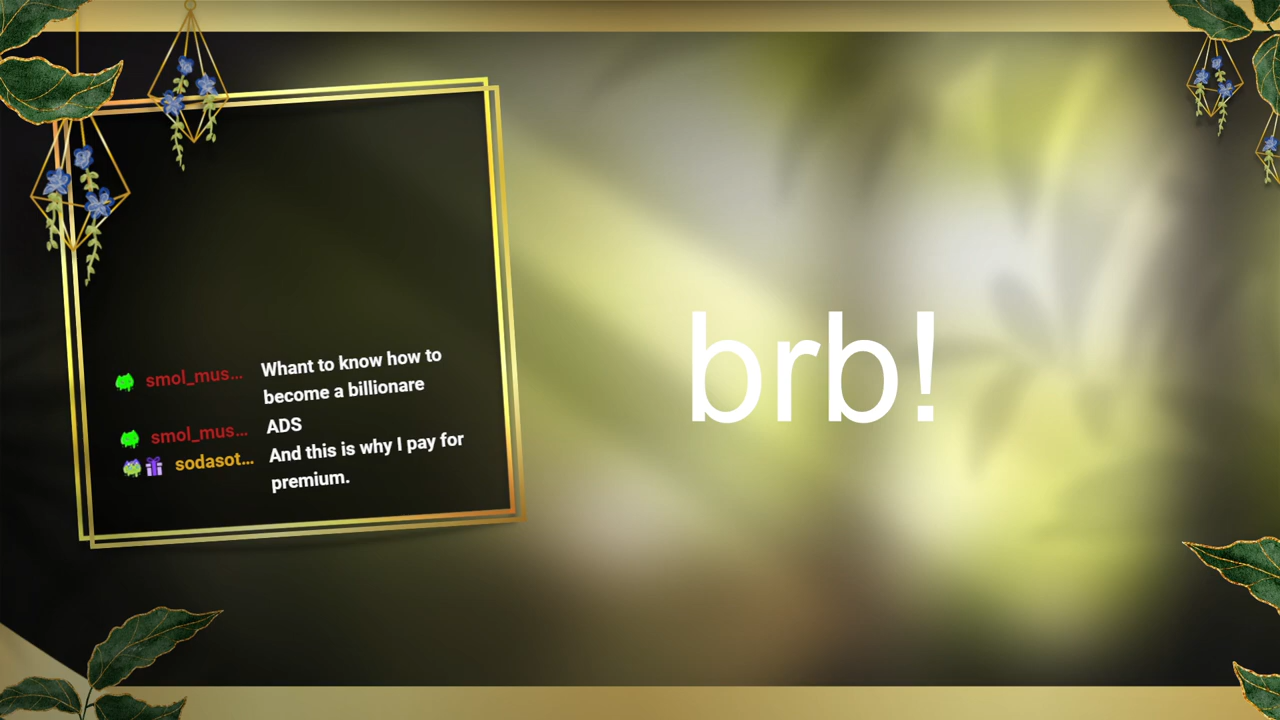 smol_mus... Whant to know how to
become a billionare
smol_mus... ADS
sodasot... And this is why I pay for
premium.
brb!